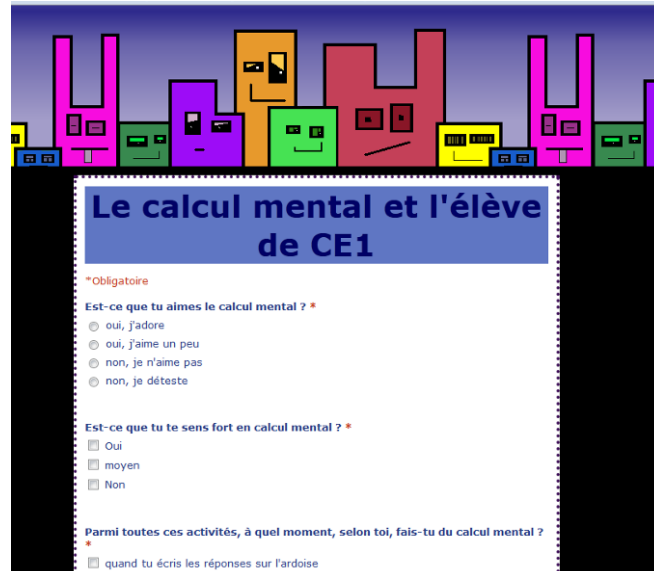 Le calcul mental et l'élève
de CE1
*Obligatoire
Est-ce que tu aimes le calcul mental ? *
oui, j'adore
oui, j'aime un peu
non, je n'aime pas
non, je déteste
Est-ce que tu te sens fort en calcul mental ? *
Oui
moyen
Non
Parmi toutes ces activités, à quel moment, selon toi, fais-tu du calcul mental ?
*
quand tu écris les réponses sur l'ardoise